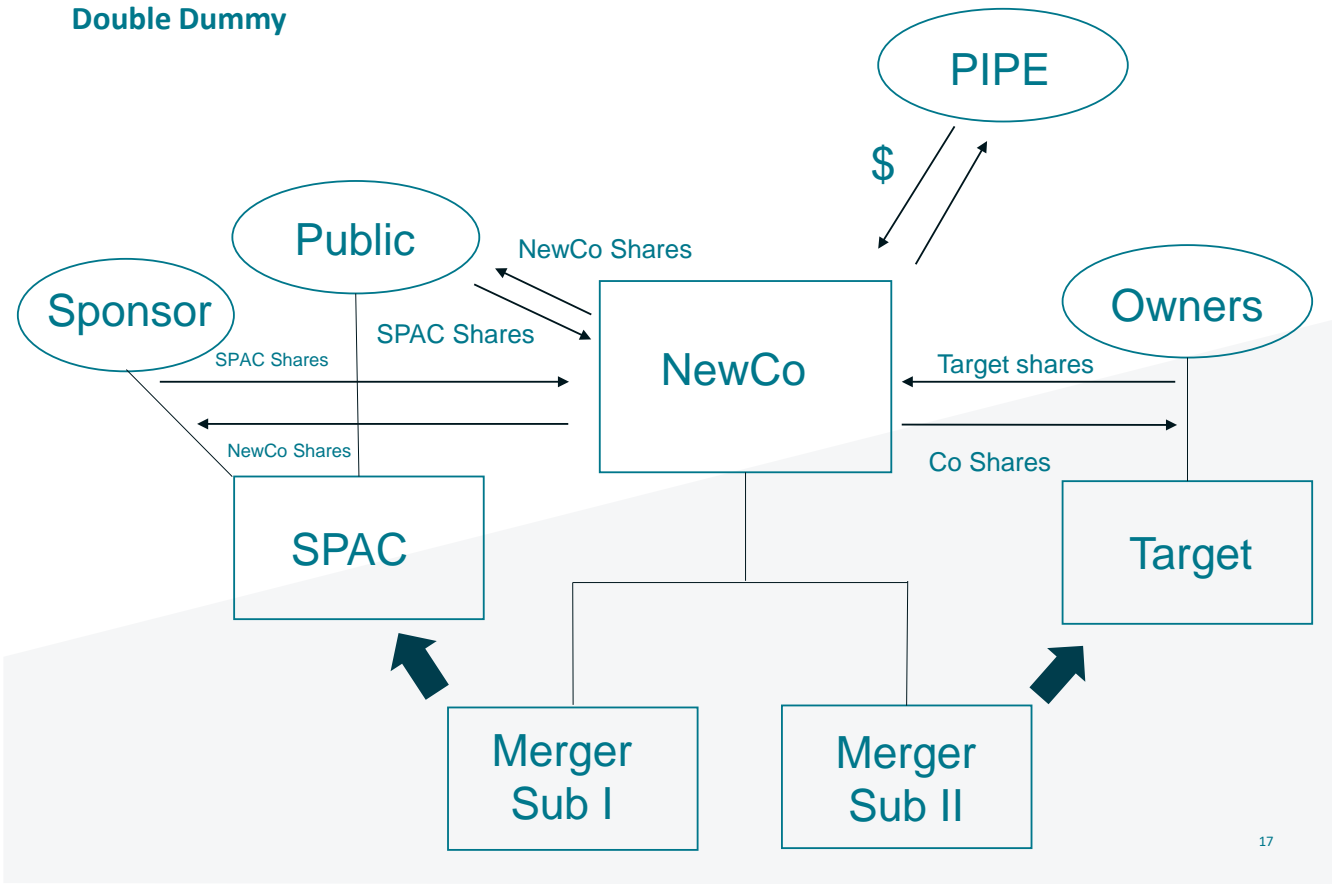 Double Dummy
PIPE
$
Public
NewCo Shares
Sponsor
Owners
SPAC Shares
SPAC Shares
NewCo
Target shares
NewCo Shares
Co Shares
SPAC
Target
Merger
Sub I
Merger
Sub II
17